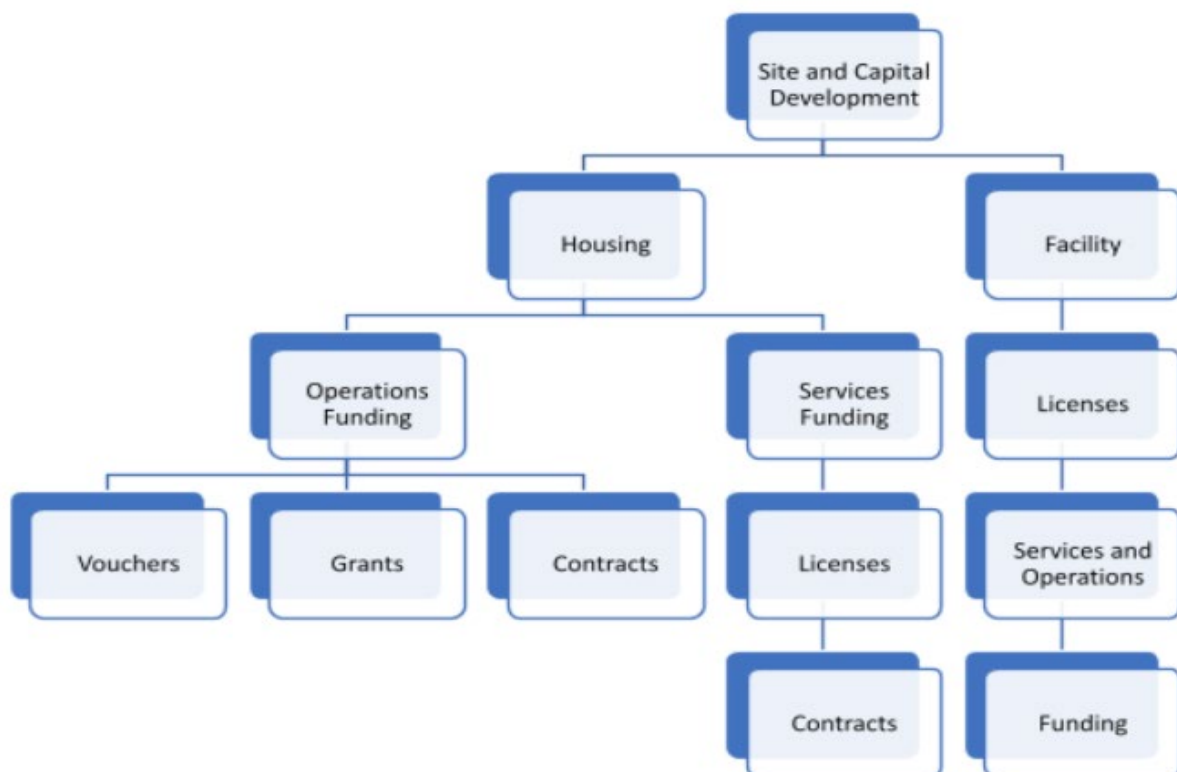 Site and Capital
Development
Housing
Facility
Operations
Funding
Services
Funding
Licenses
Vouchers
Grants
Contracts
Licenses
Services and
Operations
Contracts
Funding